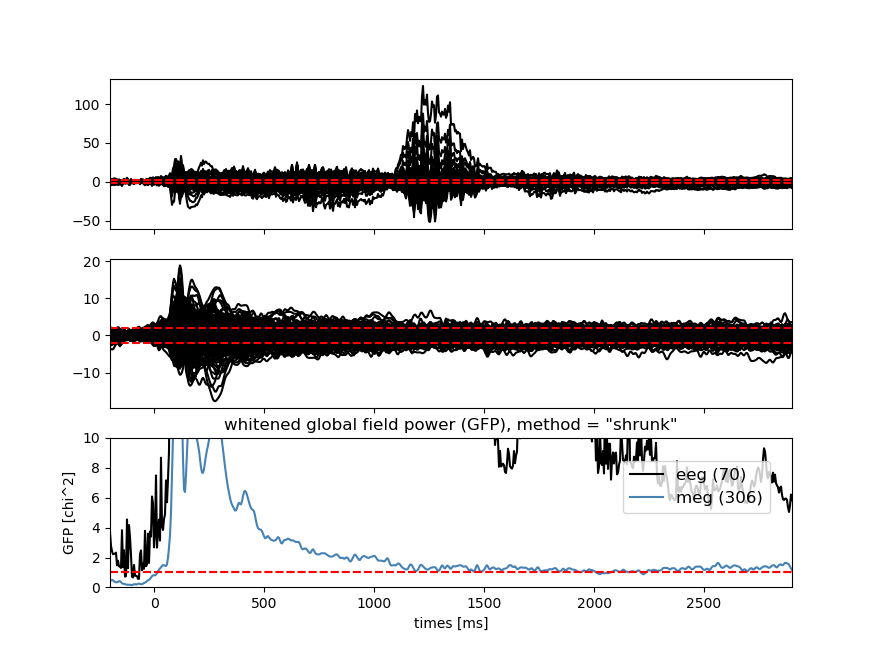 100
50
0
−50
20
10
0
−10
whitened global field power (GFP), method = "shrunk"
GFP [chi^2]
10
8
6
4
2
0
eeg (70)
meg (306)
0 500 1000 1500 2000 2500
times [ms]